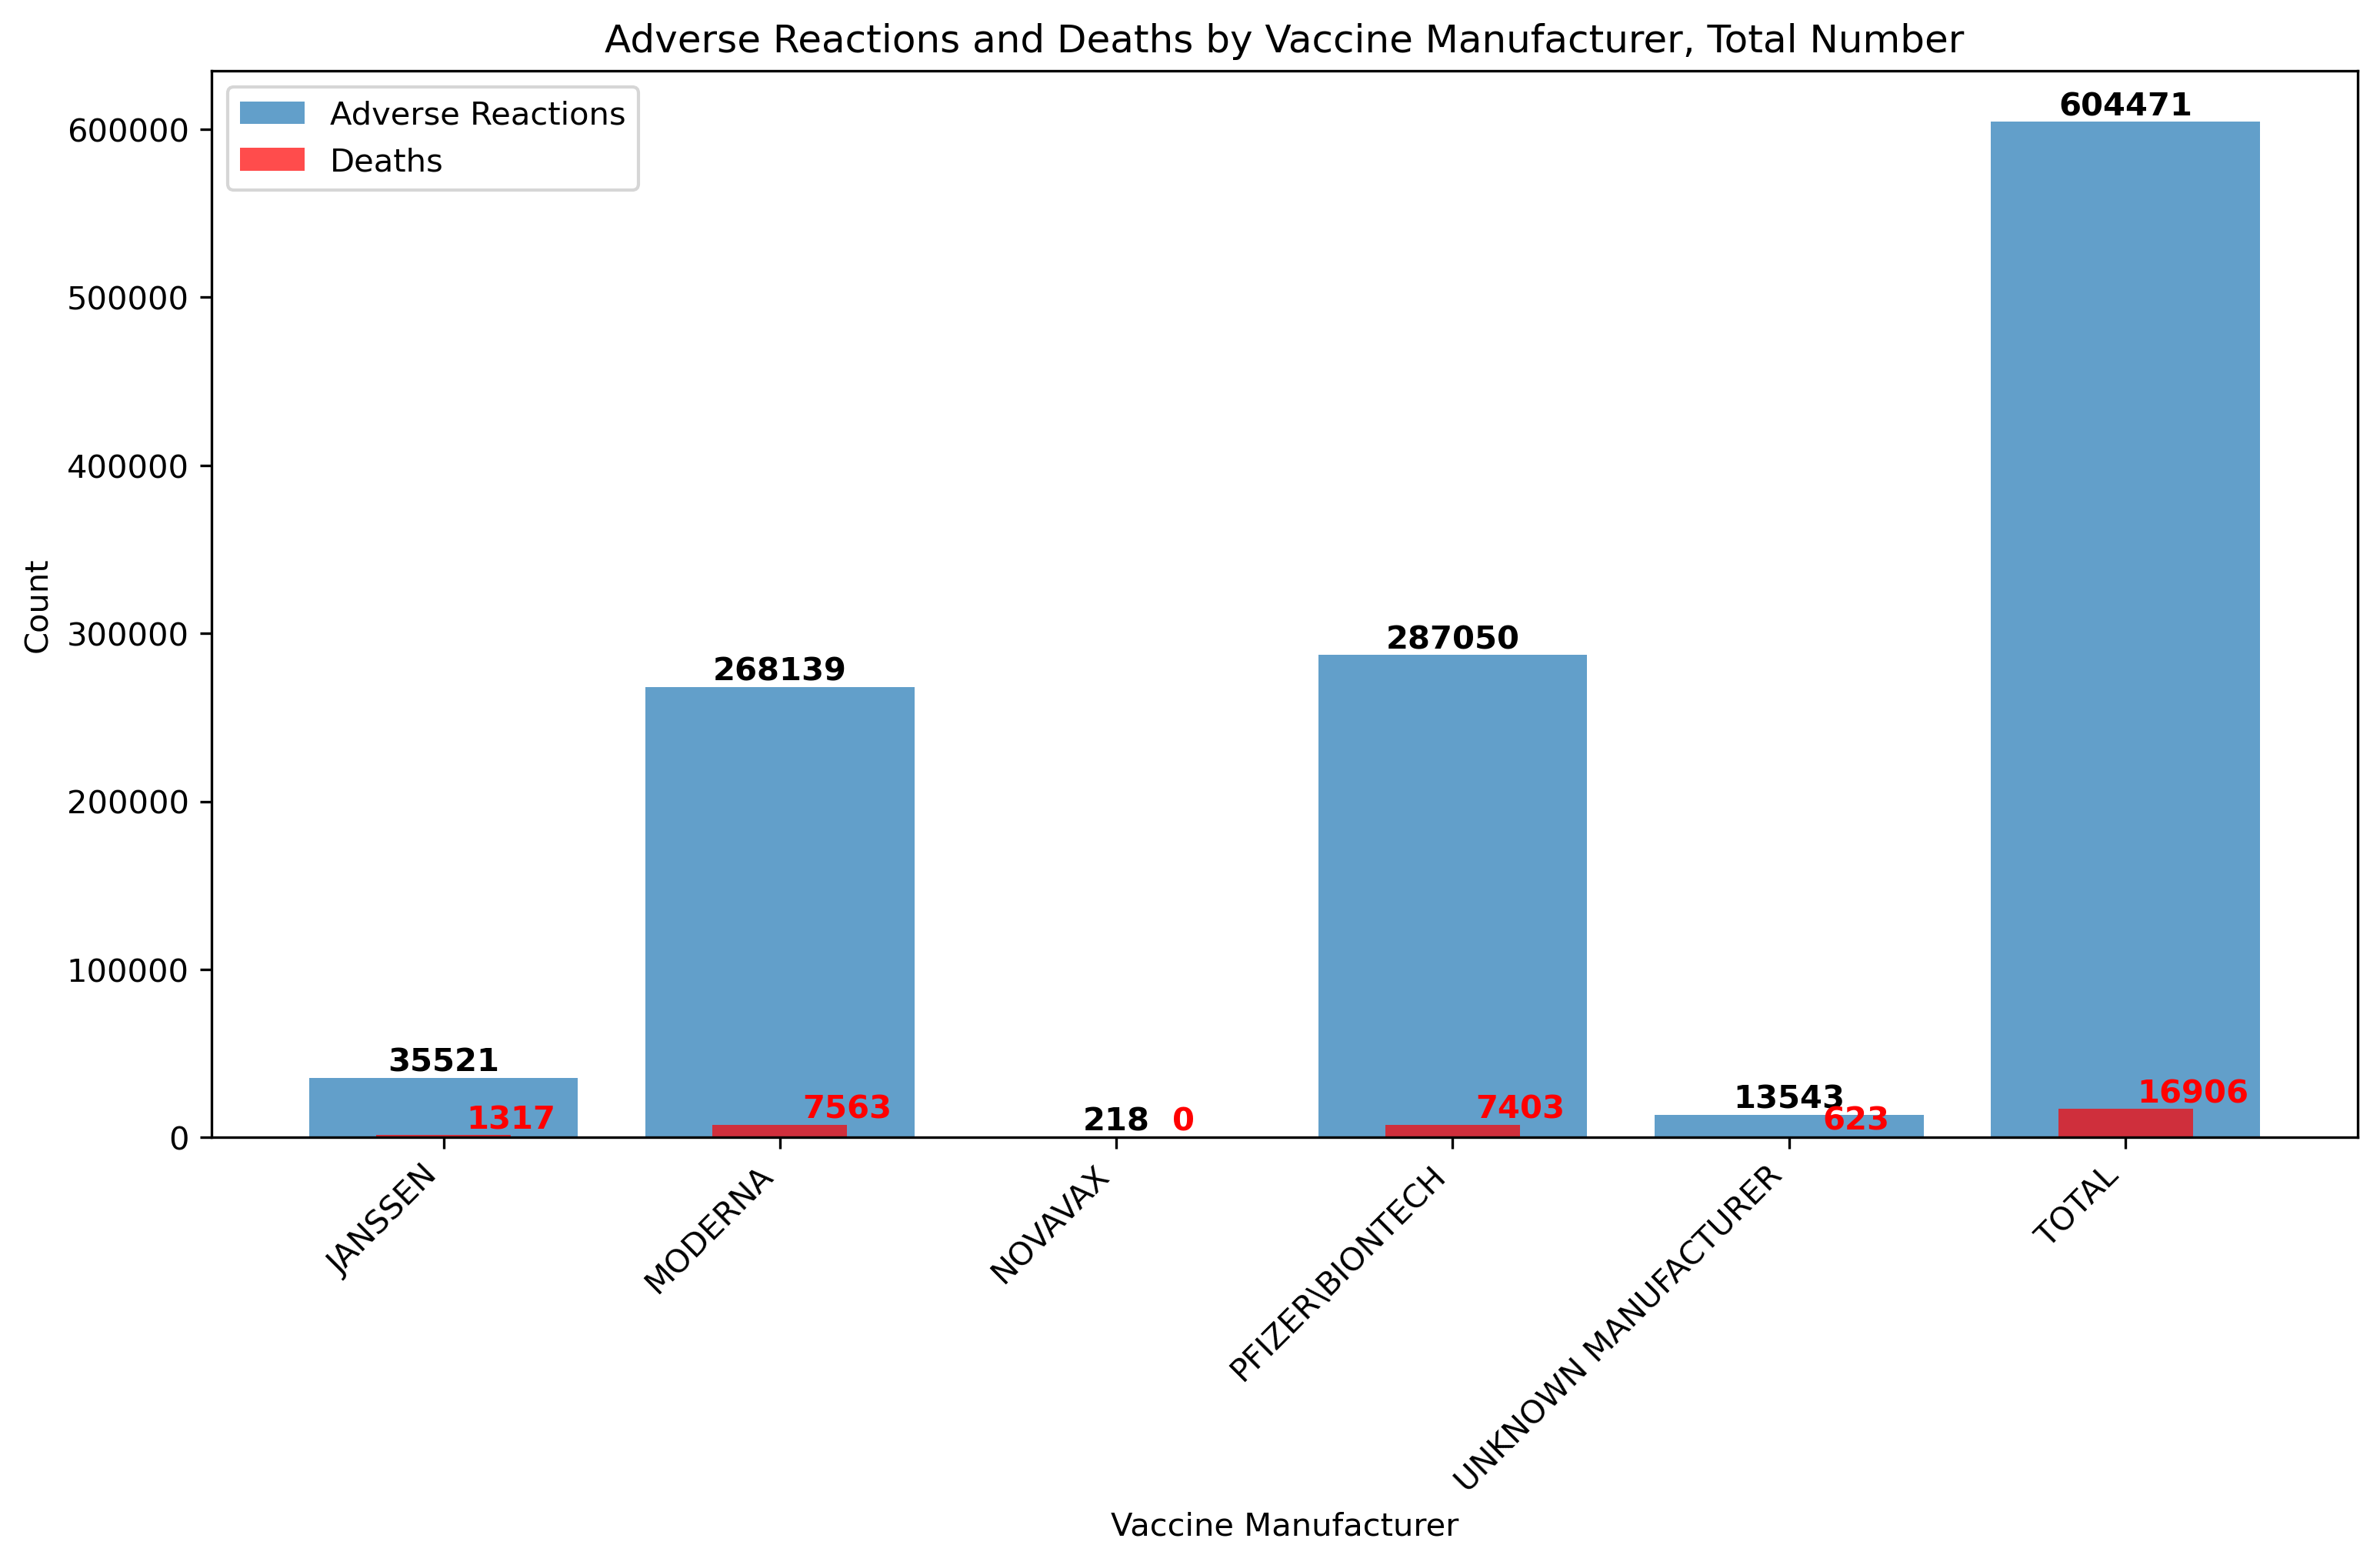 Adverse Reactions and Deaths by Vaccine Manufacturer, Total Number
Adverse Reactions
Deaths
Count
600000
500000
400000
300000
200000
100000
0
35521
1317
268139
7563
218
0
287050
7403
13543
623
604471
16906
JANSSEN
MODERNA
NOVAVAX
PFIZER\BIONTECH
UNKNOWN MANUFACTURER
TOTAL
Vaccine Manufacturer